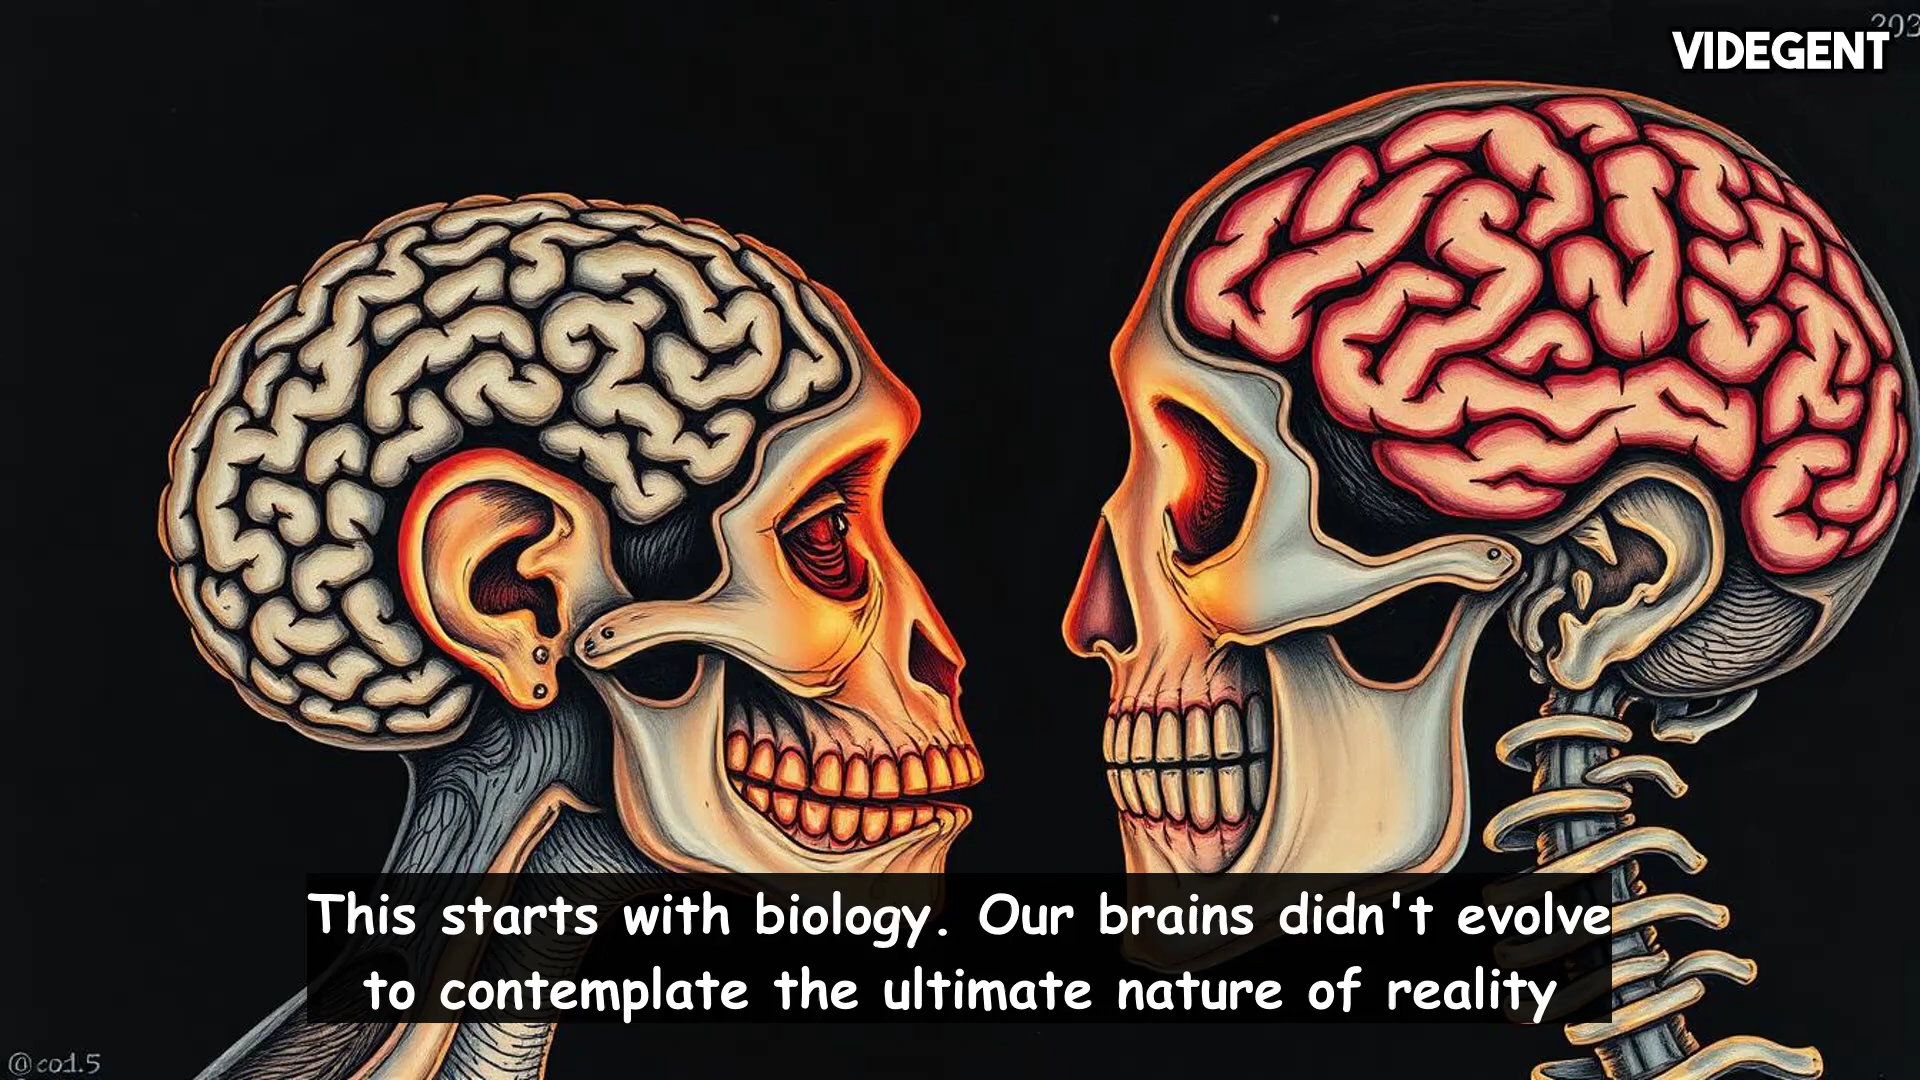 VIDEGENT
This starts with biology. Our brains didn't evolve
to contemplate the ultimate nature of reality
@co1.5